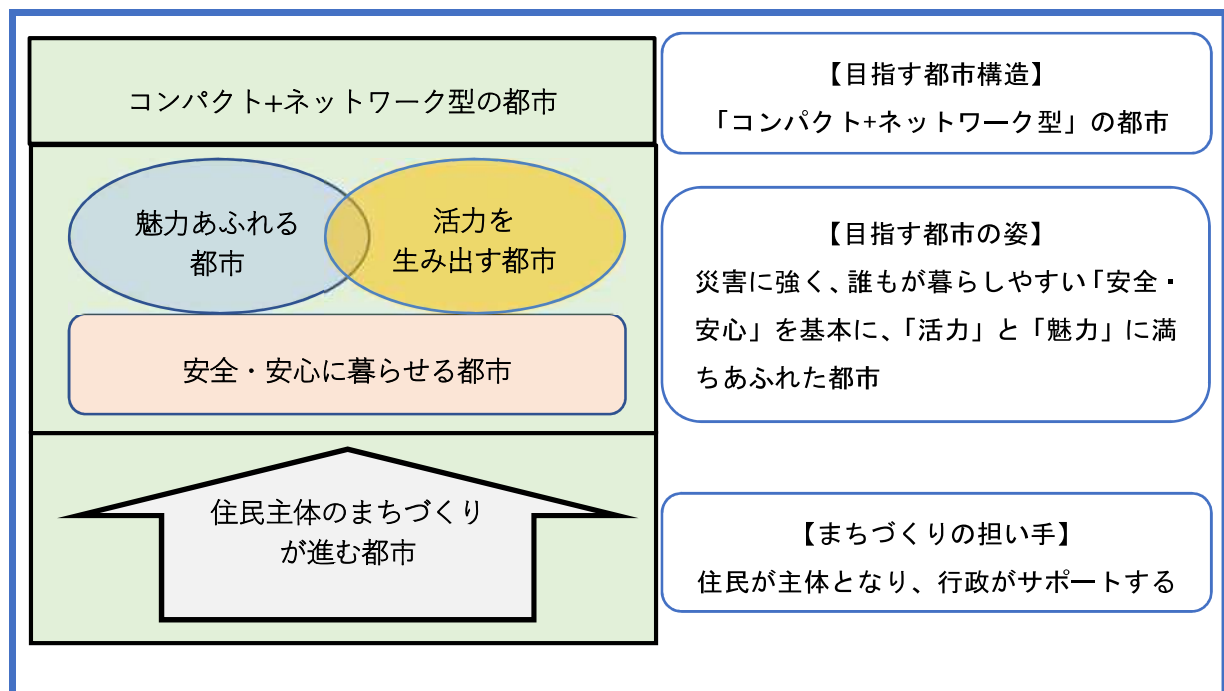 コンパクト+ネットワーク型の都市
【目指す都市構造】
「コンパクト+ネットワーク型」の都市
魅力あふれる
都市
活力を
生み出す都市
安全・安心に暮らせる都市
【目指す都市の姿】
災害に強く、誰もが暮らしやすい「安全・
安心」を基本に、「活力」と「魅力」に満
ちあふれた都市
住民主体のまちづくり
が進む都市
【まちづくりの担い手】
住民が主体となり、行政がサポートする